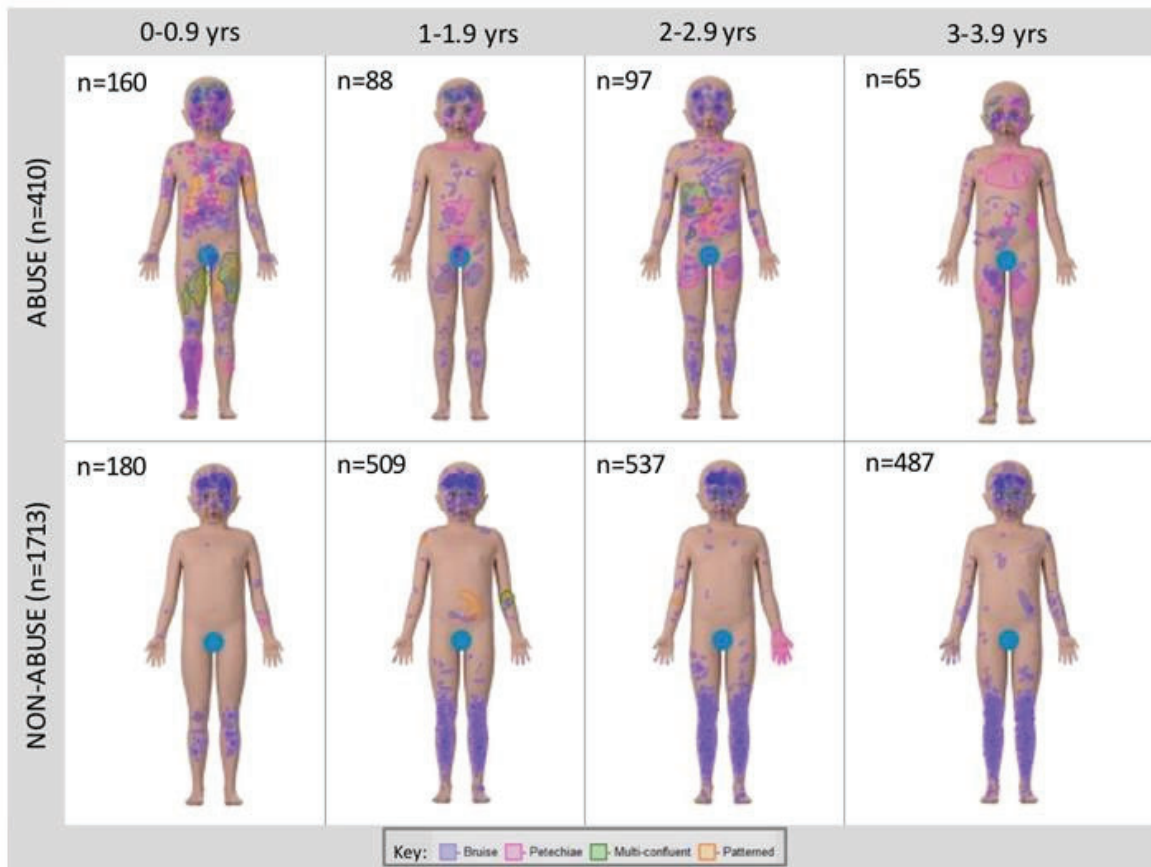 0-0.9 yrs 1-1.9 yrs 2-2.9 yrs 3-3.9 yrs
ABUSE (n=410)
n=160 n=88 n=97 n=65
NON-ABUSE (n=1713)
n=180 n=509 n=537 n=487
Key: - Bruise - Petechiae - Multi-confluent - Patterned